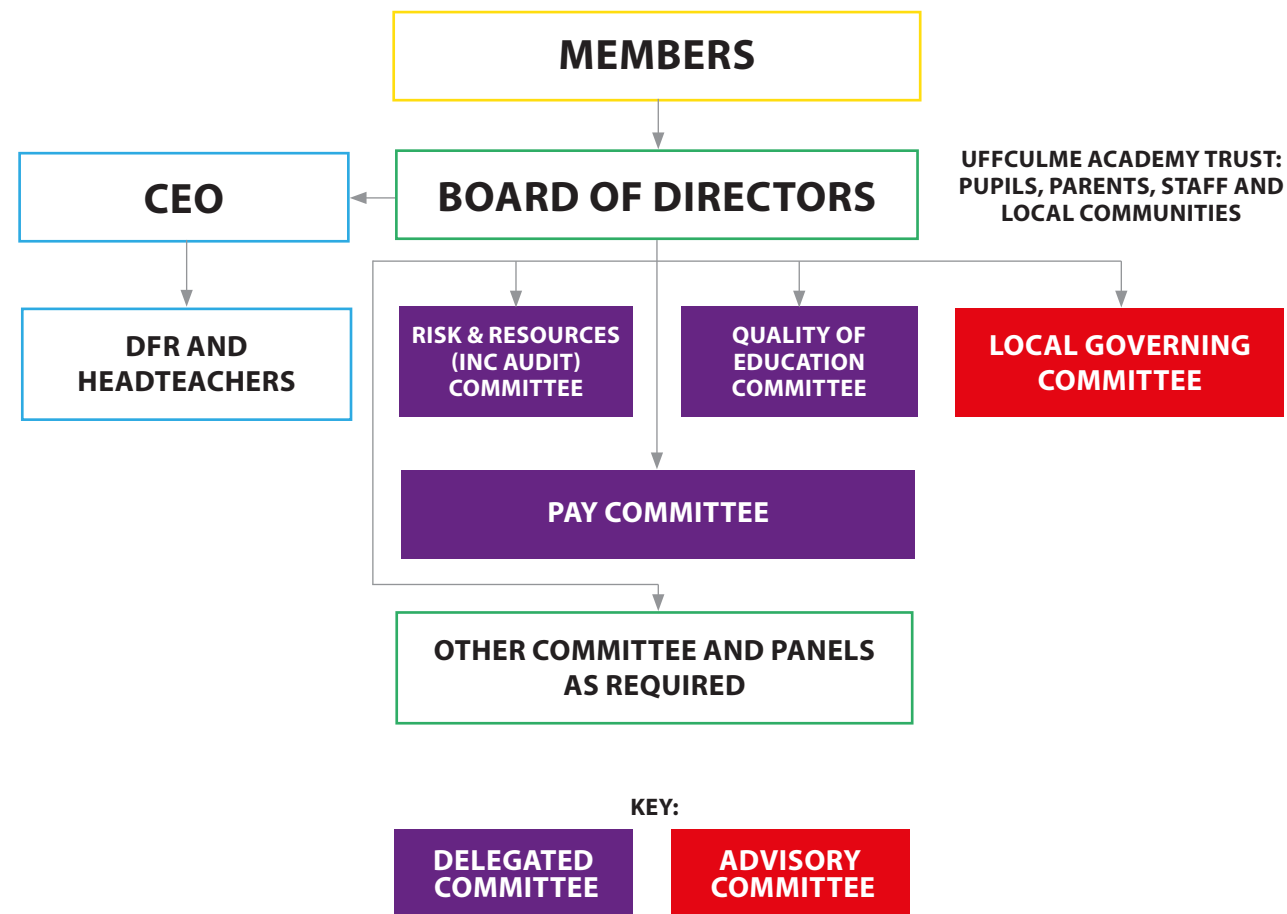 MEMBERS
CEO
BOARD OF DIRECTORS
UFFCULME ACADEMY TRUST:
PUPILS, PARENTS, STAFF AND
LOCAL COMMUNITIES
DFR AND
HEADTEACHERS
RISK & RESOURCES
(INC AUDIT)
COMMITTEE
QUALITY OF
EDUCATION
COMMITTEE
LOCAL GOVERNING
COMMITTEE
PAY COMMITTEE
OTHER COMMITTEE AND PANELS
AS REQUIRED
KEY:
DELEGATED
COMMITTEE
ADVISORY
COMMITTEE